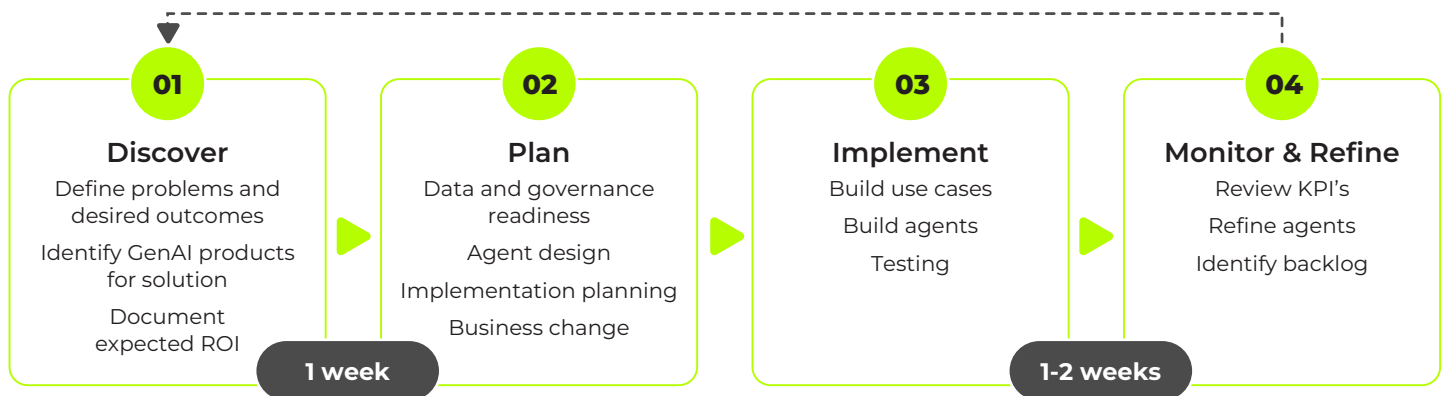 01
Discover
Define problems and
desired outcomes
Identify GenAI products
for solution
Document
expected ROI
02
Plan
Data and governance
readiness
Agent design
Implementation planning
Business change
1 week
03
Implement
Build use cases
Build agents
Testing
04
Monitor & Refine
Review KPI’s
Refine agents
Identify backlog
1-2 weeks